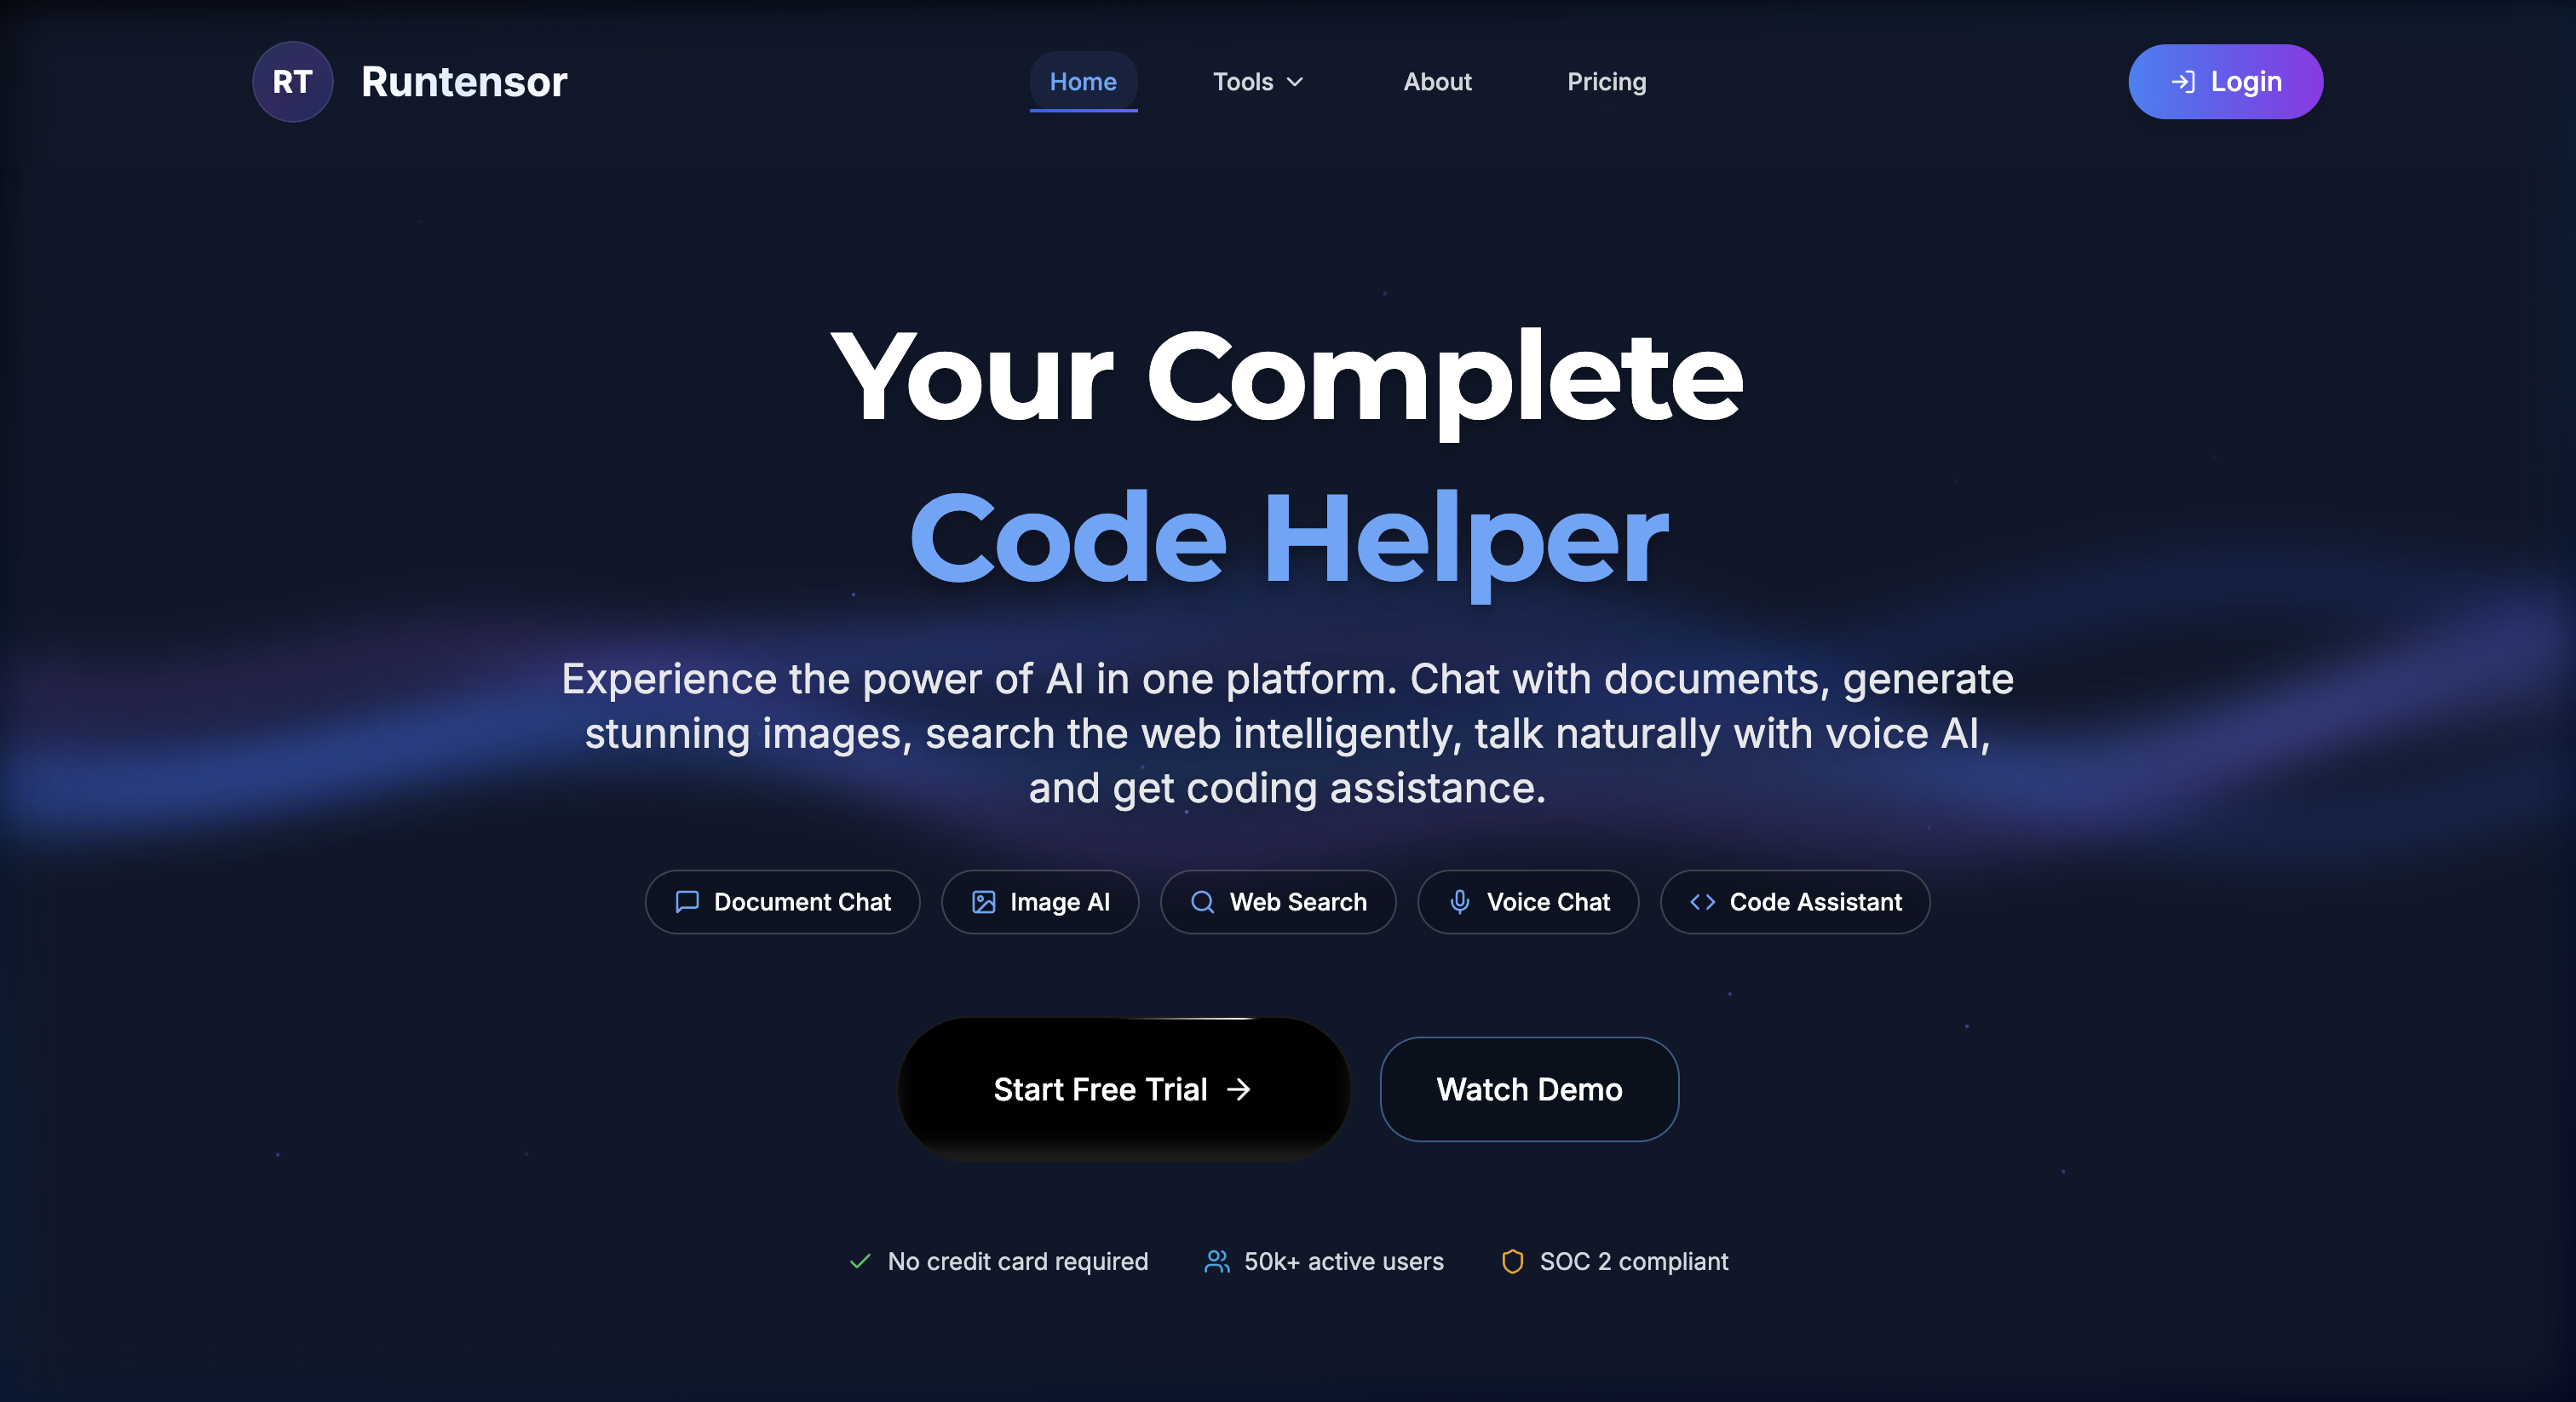 RT Runtensor Home Tools About Pricing Login
Your Complete
Code Helper
Experience the power of AI in one platform. Chat with documents, generate
stunning images, search the web intelligently, talk naturally with voice AI,
and get coding assistance.
Document Chat Image AI Web Search Voice Chat Code Assistant
Start Free Trial → Watch Demo
No credit card required 50k+ active users SOC 2 compliant